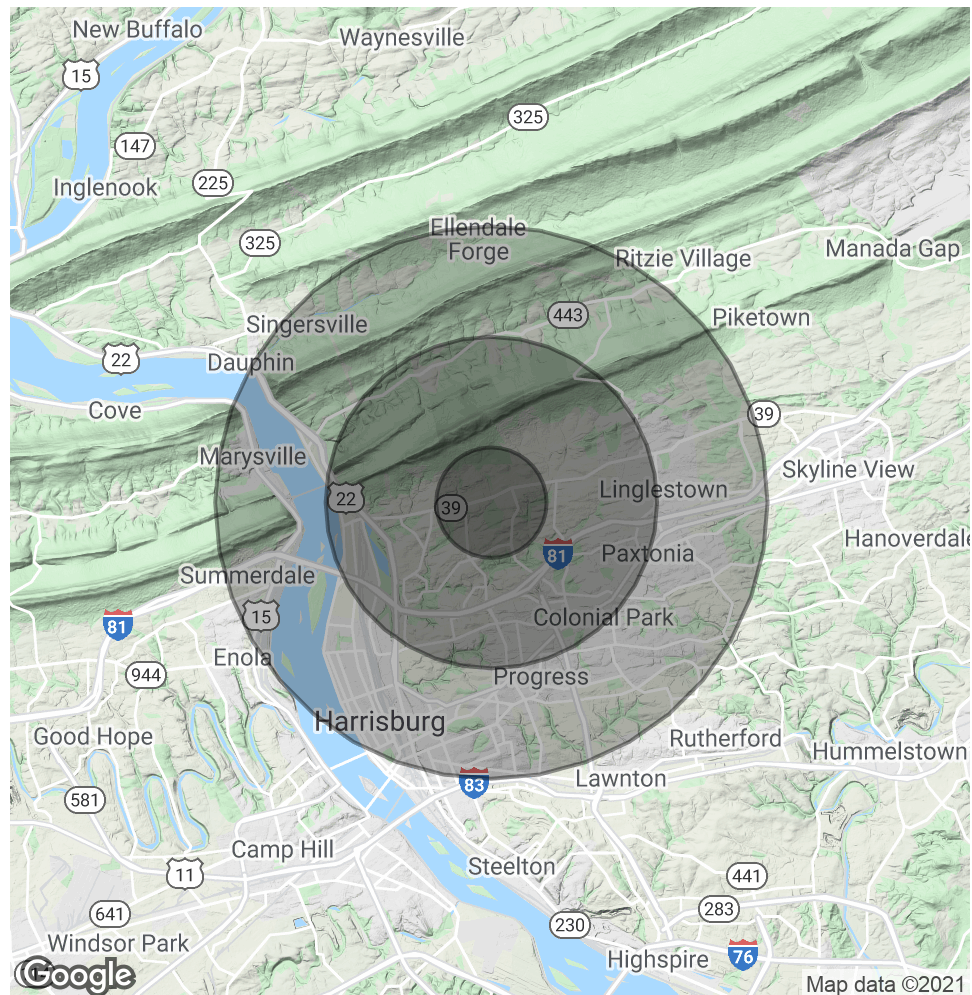 New Buffalo
Waynesville
15
325
147
225
Inglenook
Ellendale
Forge
325
Ritzie Village
Manada Gap
443
Piketown
Singersville
22
Dauphin
Cove
39
Marysville
Skyline View
Linglestown
22
39
Hanoverdale
81
Paxtonia
Summerdale
15
Colonial Park
81
Enola
944
Progress
Harrisburg
Good Hope
Rutherford
Hummelstown
83
Lawnton
581
Camp Hill
Steelton
11
441
283
641
230
Windsor Park
Highspire
76
Google
Map data ©2021